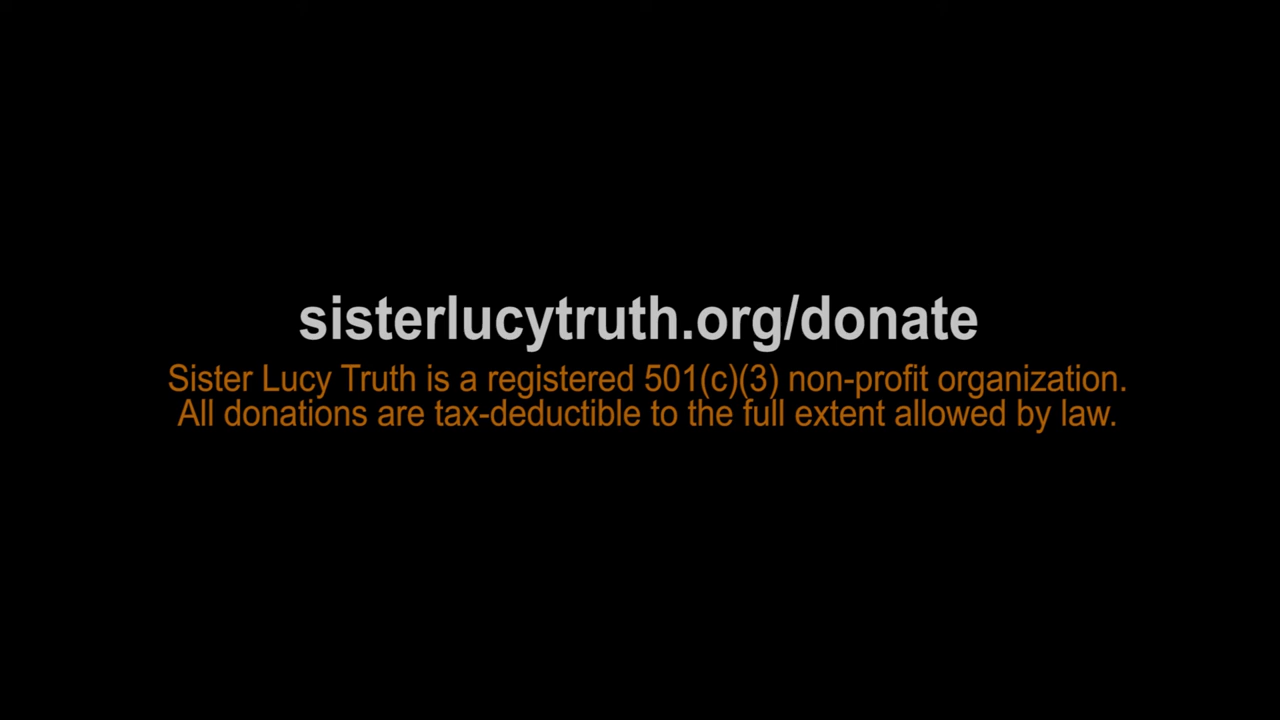 sisterlucytruth.org/donate
Sister Lucy Truth is a registered 501(c)(3) non-profit organization.
All donations are tax-deductible to the full extent allowed by law.